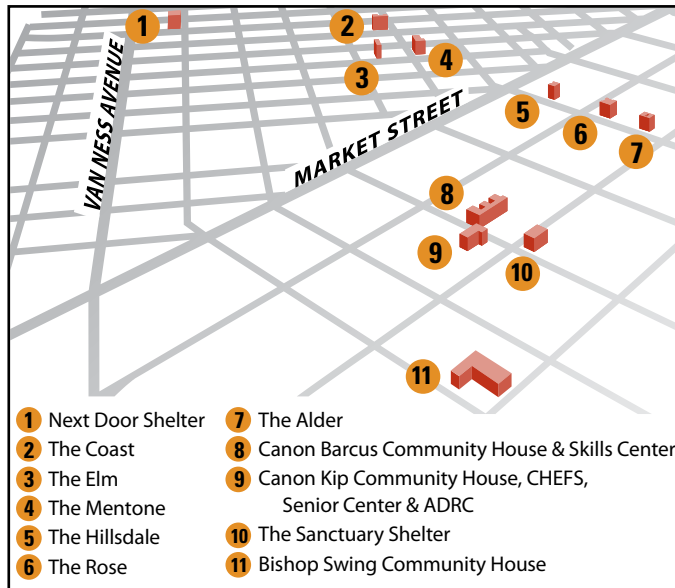 1
2
3
4
VAN NESS AVENUE
MARKET STREET
5
6
7
8
9
10
11
1 Next Door Shelter
2 The Coast
3 The Elm
4 The Mentone
5 The Hillsdale
6 The Rose
7 The Alder
8 Canon Barcus Community House & Skills Center
9 Canon Kip Community House, CHEFS,
Senior Center & ADRC
10 The Sanctuary Shelter
11 Bishop Swing Community House